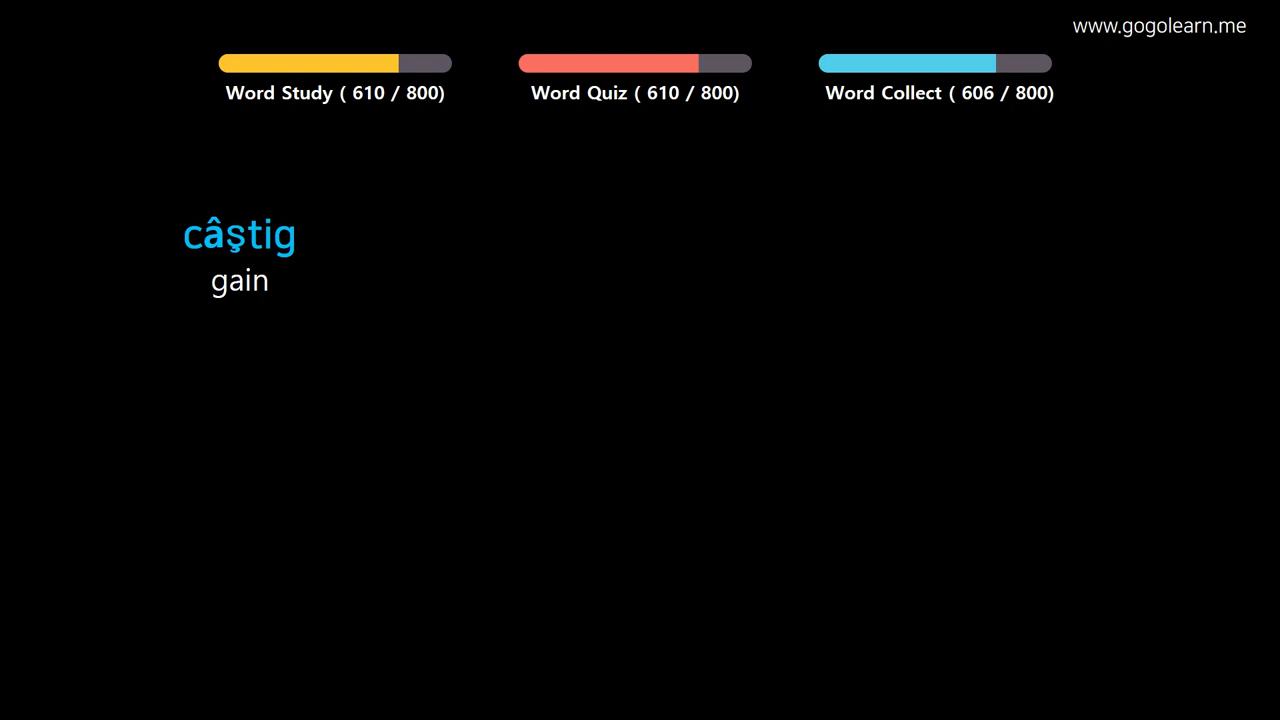 www.gogolearn.me
Word Study ( 610 / 800)
Word Quiz ( 610 / 800)
Word Collect ( 606 / 800)
câştig
gain